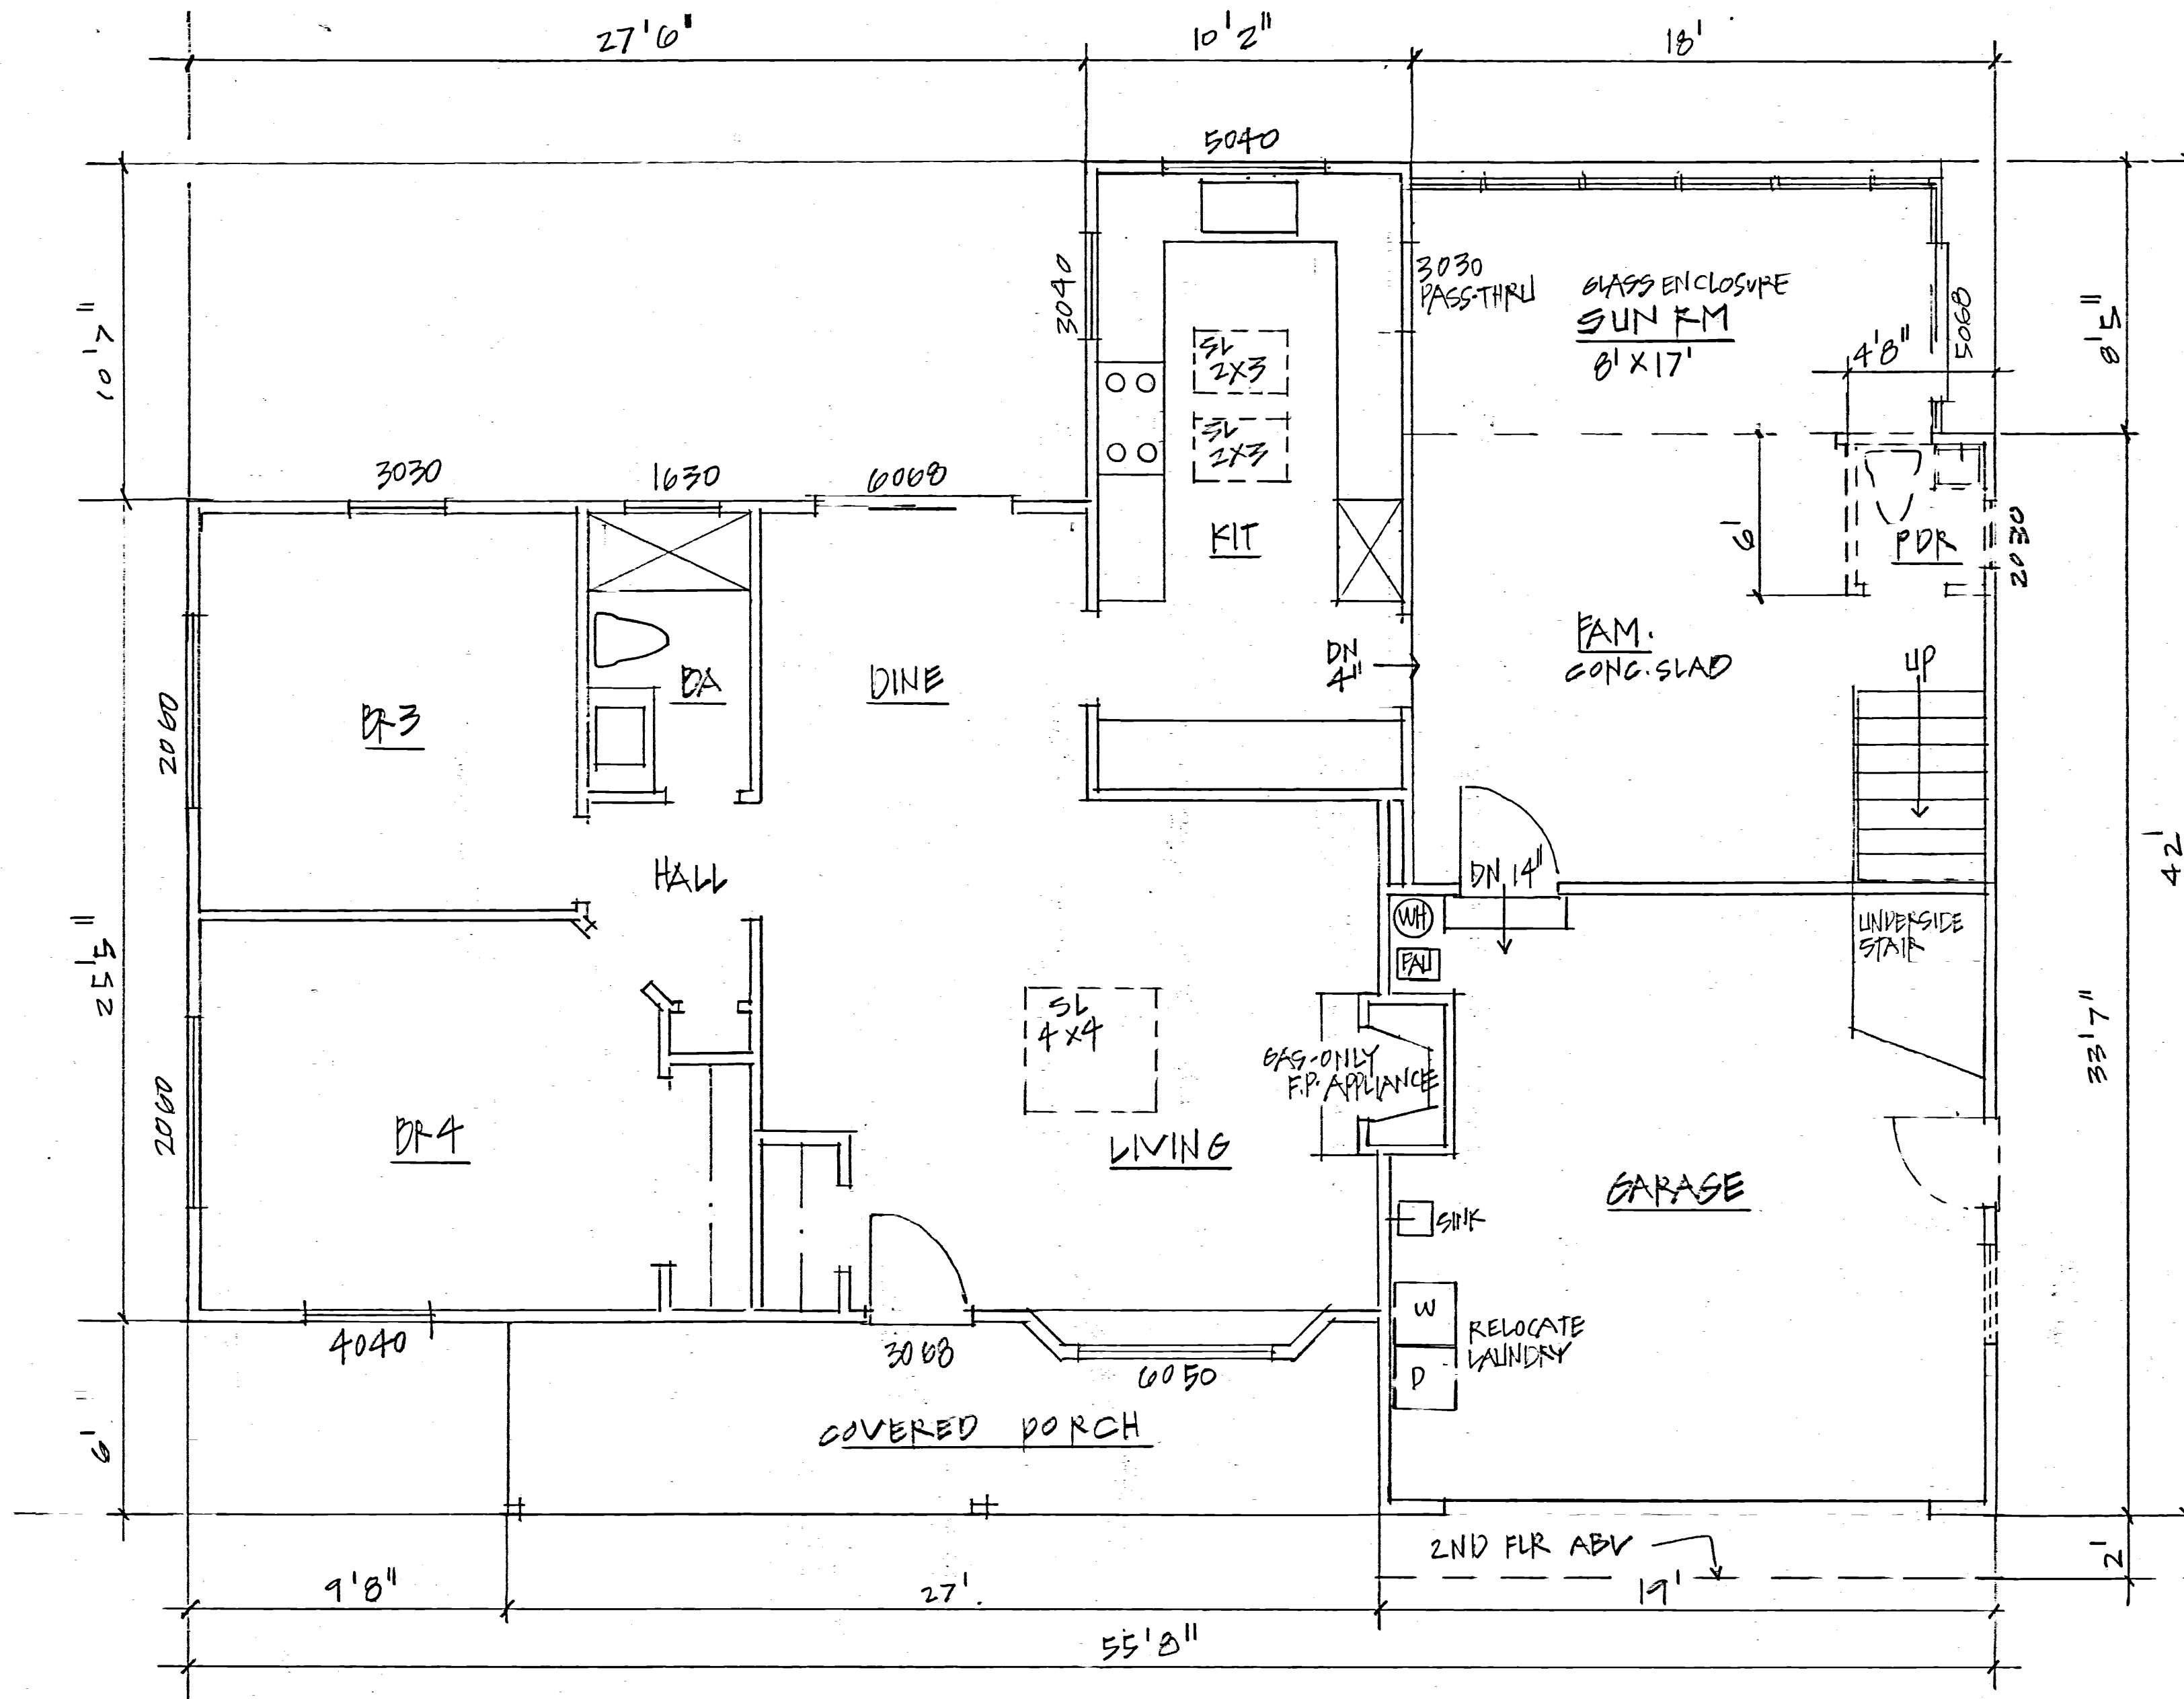 27'6"
10'2"
18'
5040
3040
3030
PASS-THRU
GLASS ENCLOSURE
SUN RM
8' X 17'
4'8"
5068
8'5"
10'7"
SL
2X3
SL
2X3
3030
1630
6068
KIT
6'
PDR
2030
BR3
BA
DINE
DN
4"
FAM.
CONC. SLAB
UP
2060
HALL
DN 14"
42'
WH
FAU
UNDERSIDE
STAIR
25'5"
SL
4X4
GAS-ONLY
F.P. APPLIANCE
33'7"
2060
BR4
LIVING
GARAGE
SINK
W
D
RELOCATE
LAUNDRY
4040
3068
6050
6'
COVERED PORCH
2ND FLR ABV
2'
9'8"
27'
19'
55'8"